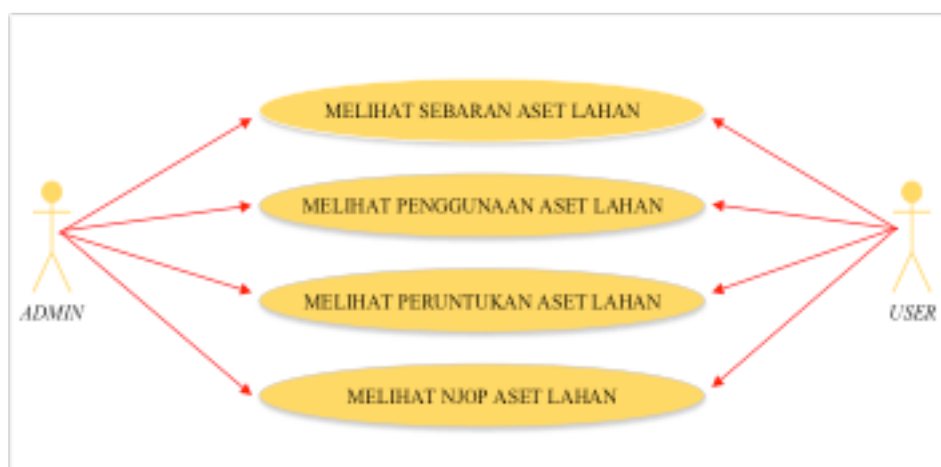 MELIHAT SEBARAN ASET LAHAN
MELIHAT PENGGUNAAN ASET LAHAN
MELIHAT PERUNTUKAN ASET LAHAN
ADMIN
USER
MELIHAT NJOP ASET LAHAN